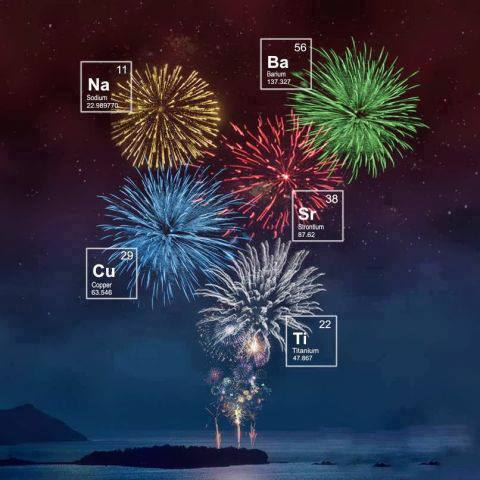 11
Na
Sodium
22.989770
56
Ba
Barium
137.327
38
Sr
Strontium
87.62
29
Cu
Copper
63.546
22
Ti
Titanium
47.867